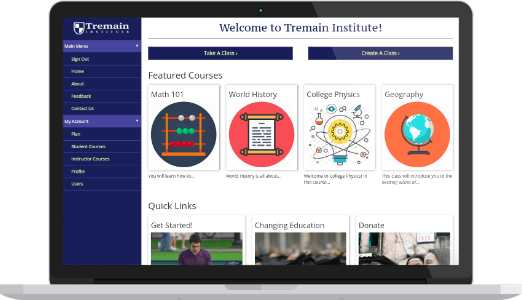 Tremain
INSTITUTE
Main Menu
Sign Out
Home
About
Feedback
Contact Us
My Account
Plan
Student Courses
Instructor Courses
Profile
Users
Welcome to Tremain Institute!
Take A Class ›
Create A Class ›
Featured Courses
Math 101
You will learn how to...
World History
World History is all about...
College Physics
Welcome to College Physics! In
this course...
Geography
This class will introduce you to the
exciting world of...
Quick Links
Get Started!
Changing Education
Donate